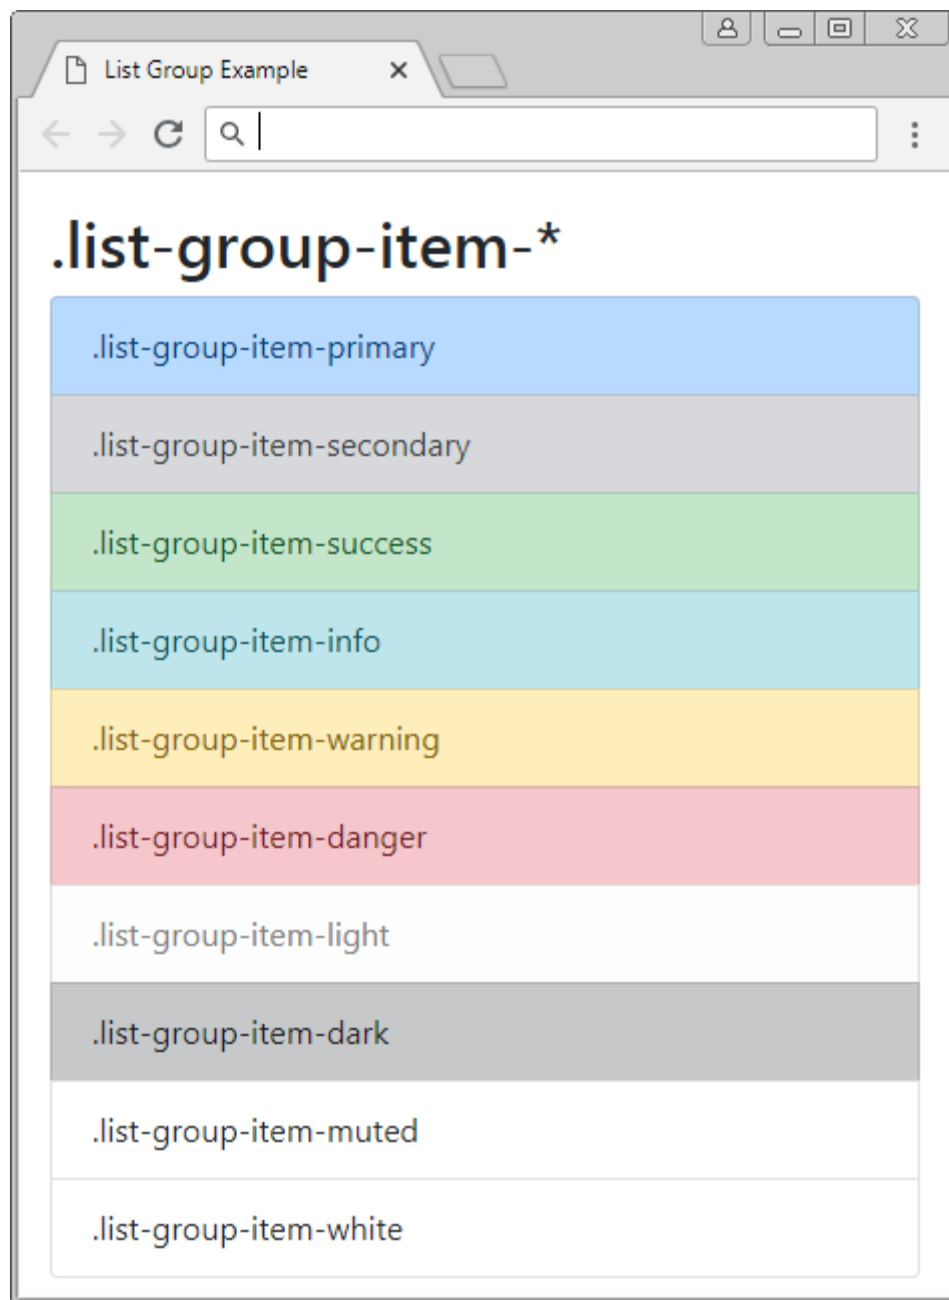 List Group Example
.list-group-item-*
.list-group-item-primary
.list-group-item-secondary
.list-group-item-success
.list-group-item-info
.list-group-item-warning
.list-group-item-danger
.list-group-item-light
.list-group-item-dark
.list-group-item-muted
.list-group-item-white